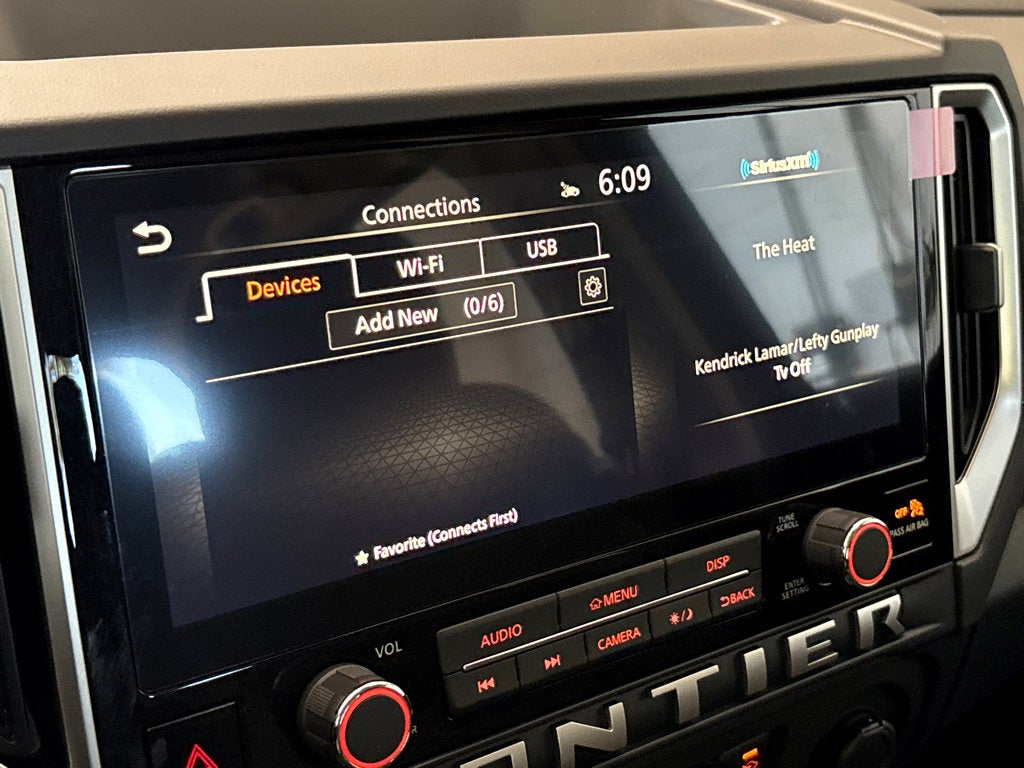 Connections
6:09
Devices
Wi-Fi
USB
Add New (0/6)
Favorite (Connects First)
((SiriusXM))
The Heat
Kendrick Lamar/Lefty Gunplay
Tv Off
TUNE
SCROLL
OFF
PASS AIR BAG
ENTER
SETTING
VOL
AUDIO
MENU
DISP
CAMERA
BACK
NTIER